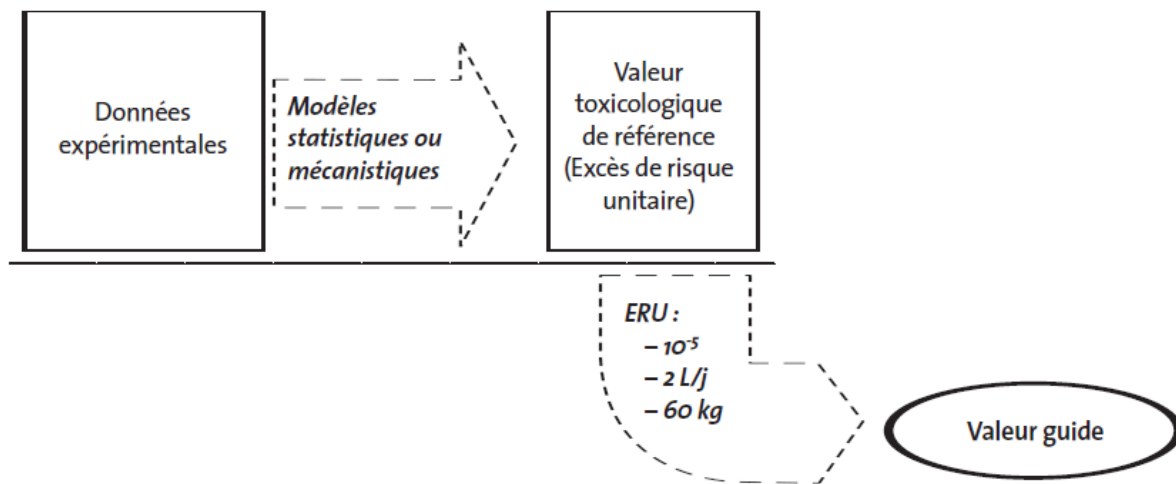 Données
expérimentales
Modèles
statistiques ou
mécanistiques
Valeur
toxicologique
de référence
(Excès de risque
unitaire)
ERU :
– 10⁻⁵
– 2 L/j
– 60 kg
Valeur guide